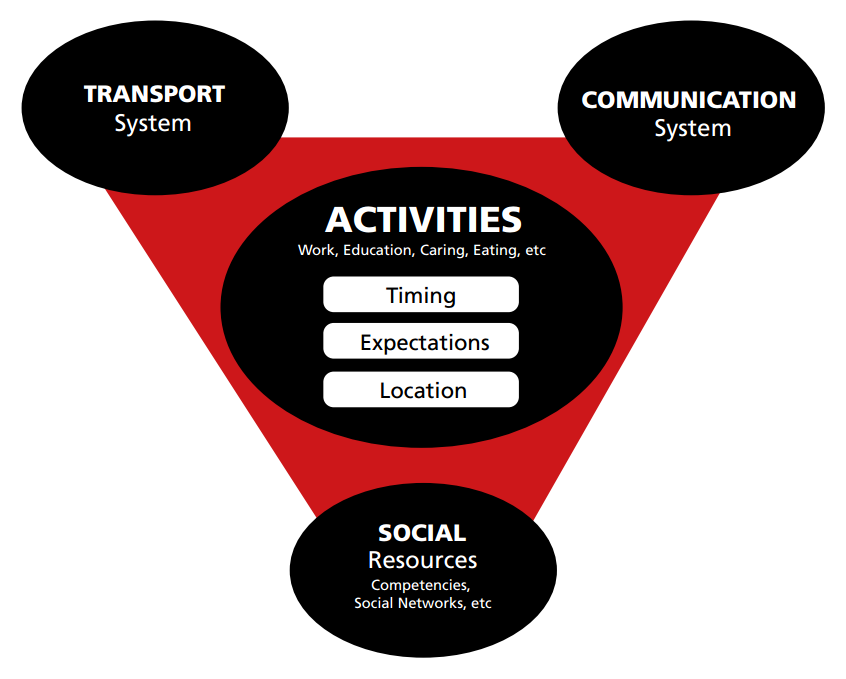 TRANSPORT
System
COMMUNICATION
System
ACTIVITIES
Work, Education, Caring, Eating, etc
Timing
Expectations
Location
SOCIAL
Resources
Competencies,
Social Networks, etc